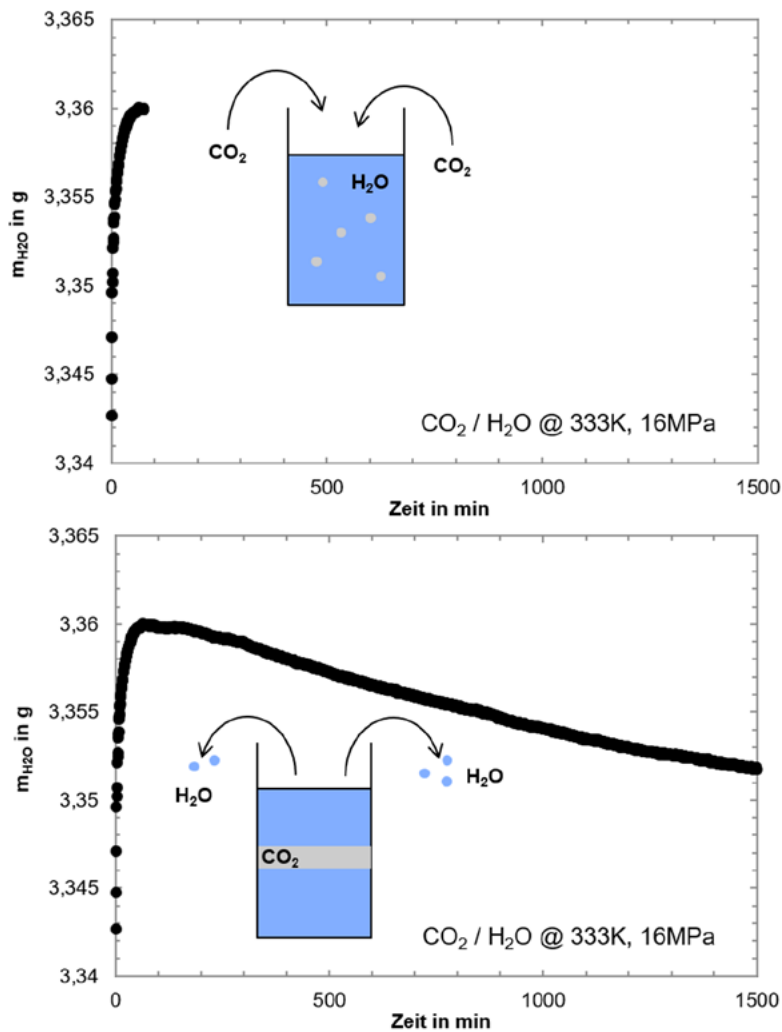 3,365
3,36
3,355
3,35
3,345
3,34
m_H2O in g
CO₂
CO₂
H₂O
CO₂ / H₂O @ 333K, 16MPa
0
500
1000
1500
Zeit in min
3,365
3,36
3,355
3,35
3,345
3,34
m_H2O in g
H₂O
H₂O
CO₂
CO₂ / H₂O @ 333K, 16MPa
0
500
1000
1500
Zeit in min